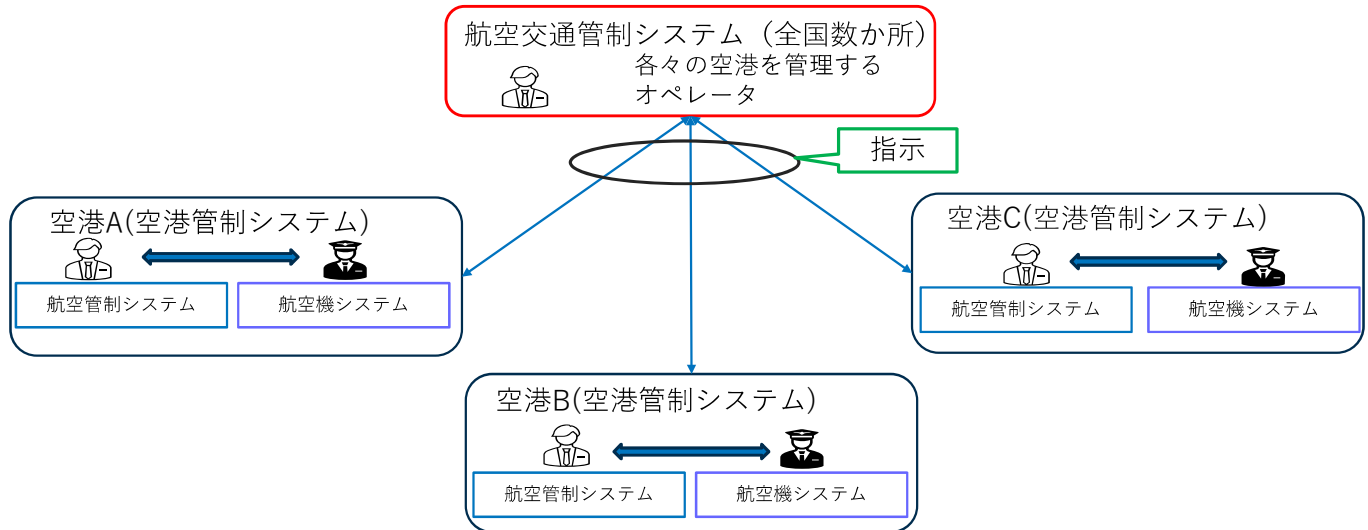 航空交通管制システム（全国数か所）
各々の空港を管理する
オペレータ
指示
空港A(空港管制システム)
航空管制システム
航空機システム
空港C(空港管制システム)
航空管制システム
航空機システム
空港B(空港管制システム)
航空管制システム
航空機システム